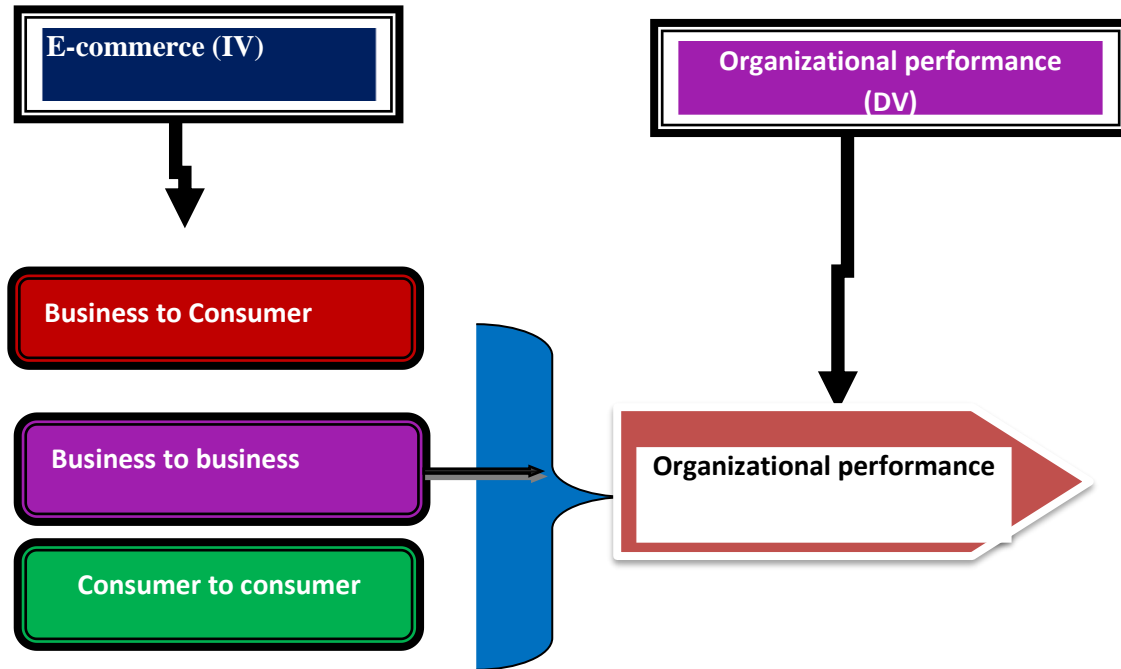 E-commerce (IV)
Organizational performance
(DV)
Business to Consumer
Business to business
Organizational performance
Consumer to consumer